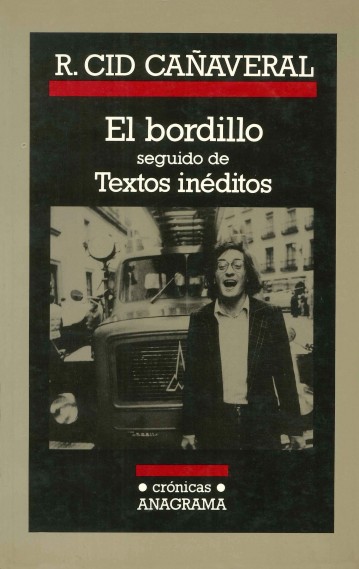 R. CID CAÑAVERAL
El bordillo
seguido de
Textos inéditos
• crónicas •
ANAGRAMA